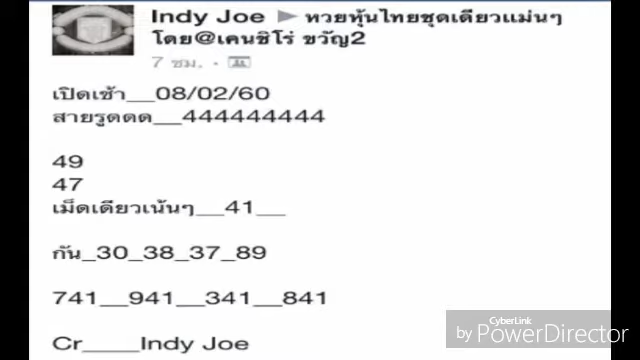 Indy Joe ▶ หวยหุ้นไทยชุดเดียวแม่นๆ
โดย@เคนชิโร่ ขวัญ2
7 ชม. ·
เปิดเช้า__08/02/60
สายรูดดด__444444444
49
47
เม็ดเดียวเน้นๆ__41__
กัน_30_38_37_89
741__941__341__841
Cr____Indy Joe
CyberLink
by PowerDirector